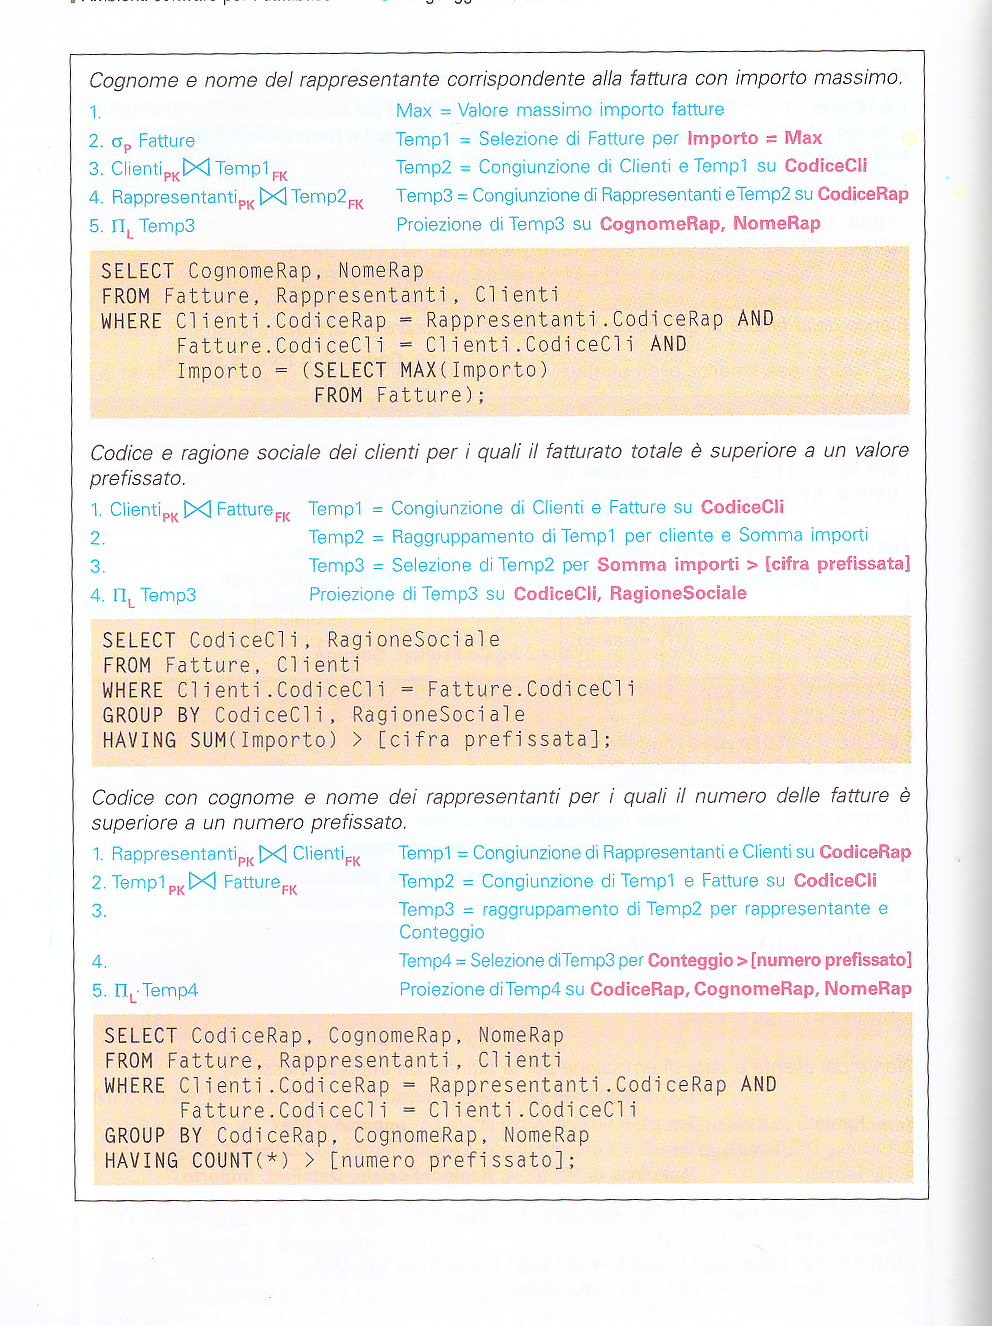 Cognome e nome del rappresentante corrispondente alla fattura con importo massimo.
1. Max = Valore massimo importo fatture
2. σP Fatture Temp1 = Selezione di Fatture per Importo = Max
3. ClientiPK ⋈ Temp1FK Temp2 = Congiunzione di Clienti e Temp1 su CodiceCli
4. RappresentantiPK ⋈ Temp2FK Temp3 = Congiunzione di Rappresentanti e Temp2 su CodiceRap
5. ΠL Temp3 Proiezione di Temp3 su CognomeRap, NomeRap
SELECT CognomeRap, NomeRap
FROM Fatture, Rappresentanti, Clienti
WHERE Clienti.CodiceRap = Rappresentanti.CodiceRap AND
Fatture.CodiceCli = Clienti.CodiceCli AND
Importo = (SELECT MAX(Importo)
FROM Fatture);
Codice e ragione sociale dei clienti per i quali il fatturato totale è superiore a un valore
prefissato.
1. ClientiPK ⋈ FattureFK Temp1 = Congiunzione di Clienti e Fatture su CodiceCli
2. Temp2 = Raggruppamento di Temp1 per cliente e Somma importi
3. Temp3 = Selezione di Temp2 per Somma importi > [cifra prefissata]
4. ΠL Temp3 Proiezione di Temp3 su CodiceCli, RagioneSociale
SELECT CodiceCli, RagioneSociale
FROM Fatture, Clienti
WHERE Clienti.CodiceCli = Fatture.CodiceCli
GROUP BY CodiceCli, RagioneSociale
HAVING SUM(Importo) > [cifra prefissata];
Codice con cognome e nome dei rappresentanti per i quali il numero delle fatture è
superiore a un numero prefissato.
1. RappresentantiPK ⋈ ClientiFK Temp1 = Congiunzione di Rappresentanti e Clienti su CodiceRap
2. Temp1PK ⋈ FattureFK Temp2 = Congiunzione di Temp1 e Fatture su CodiceCli
3. Temp3 = raggruppamento di Temp2 per rappresentante e
Conteggio
4. Temp4 = Selezione di Temp3 per Conteggio > [numero prefissato]
5. ΠL Temp4 Proiezione di Temp4 su CodiceRap, CognomeRap, NomeRap
SELECT CodiceRap, CognomeRap, NomeRap
FROM Fatture, Rappresentanti, Clienti
WHERE Clienti.CodiceRap = Rappresentanti.CodiceRap AND
Fatture.CodiceCli = Clienti.CodiceCli
GROUP BY CodiceRap, CognomeRap, NomeRap
HAVING COUNT(*) > [numero prefissato];